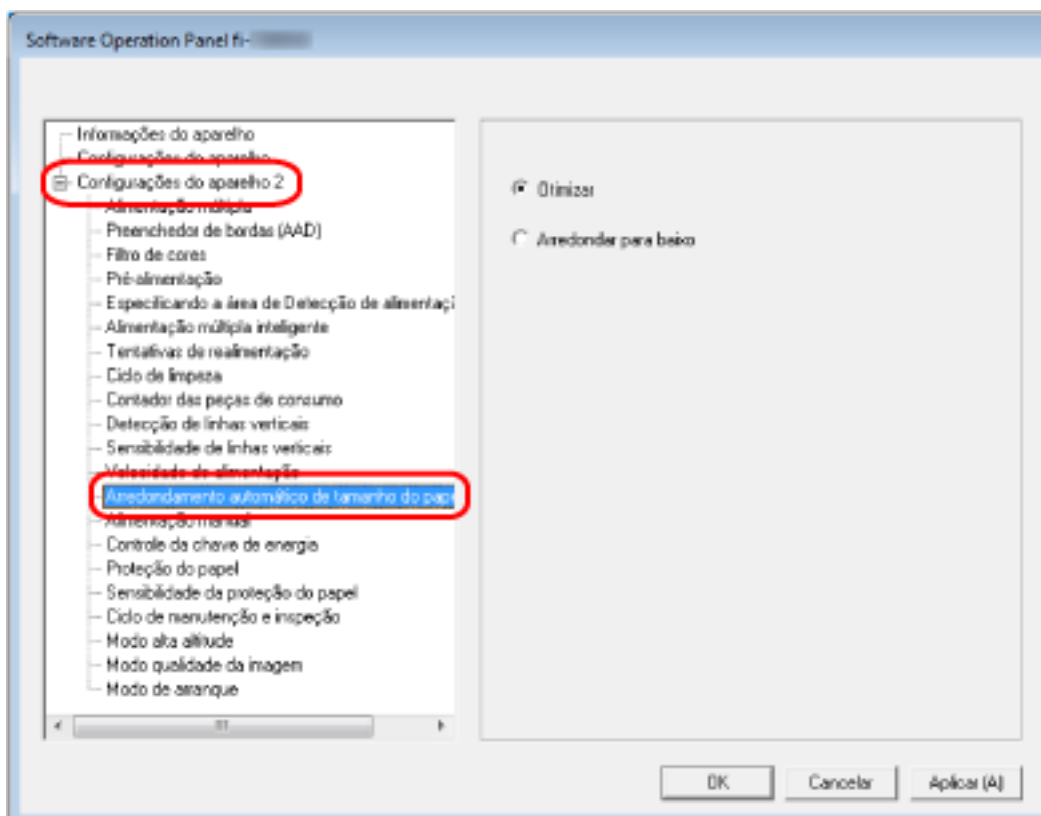 Software Operation Panel fi-
Informações do aparelho
Configurações do aparelho
Configurações do aparelho 2
Alimentação múltipla
Preenchedor de bordas (AAD)
Filtro de cores
Pré-alimentação
Especificando a área de Detecção de alimentaçã
Alimentação múltipla inteligente
Tentativas de realimentação
Ciclo de limpeza
Contador das peças de consumo
Detecção de linhas verticais
Sensibilidade de linhas verticais
Velocidade de alimentação
Arredondamento automático de tamanho do pape
Alimentação manual
Controle da chave de energia
Proteção do papel
Sensibilidade da proteção do papel
Ciclo de manutenção e inspeção
Modo alta altitude
Modo qualidade da imagem
Modo de arranque
Otimizar
Arredondar para baixo
OK
Cancelar
Aplicar (A)